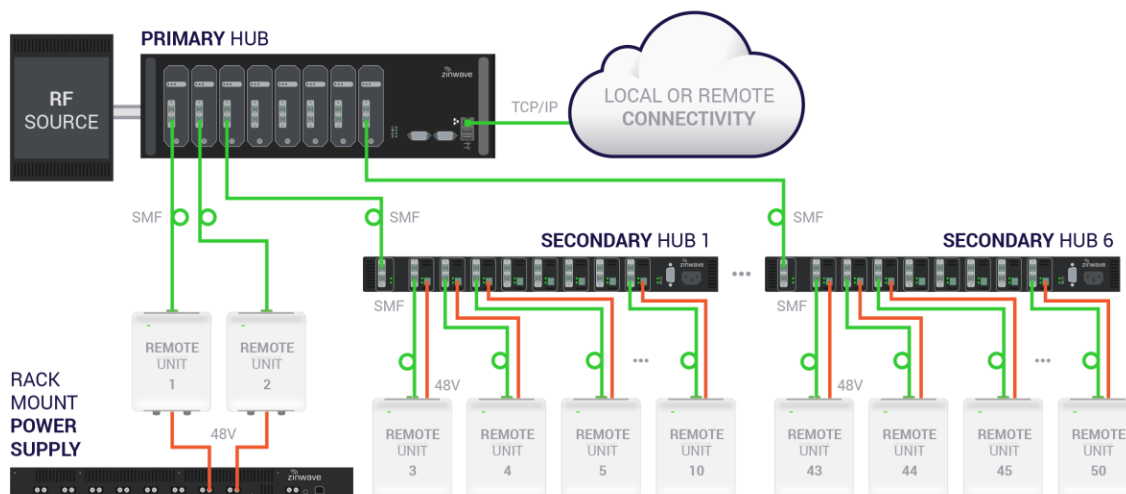 PRIMARY HUB
RF
SOURCE
zinwave
TCP/IP
LOCAL OR REMOTE
CONNECTIVITY
SMF
SMF
SMF
SECONDARY HUB 1
SECONDARY HUB 6
zinwave
zinwave
SMF
SMF
REMOTE
UNIT
1
REMOTE
UNIT
2
RACK
MOUNT
POWER
SUPPLY
48V
48V
48V
REMOTE
UNIT
3
REMOTE
UNIT
4
REMOTE
UNIT
5
REMOTE
UNIT
10
REMOTE
UNIT
43
REMOTE
UNIT
44
REMOTE
UNIT
45
REMOTE
UNIT
50
zinwave